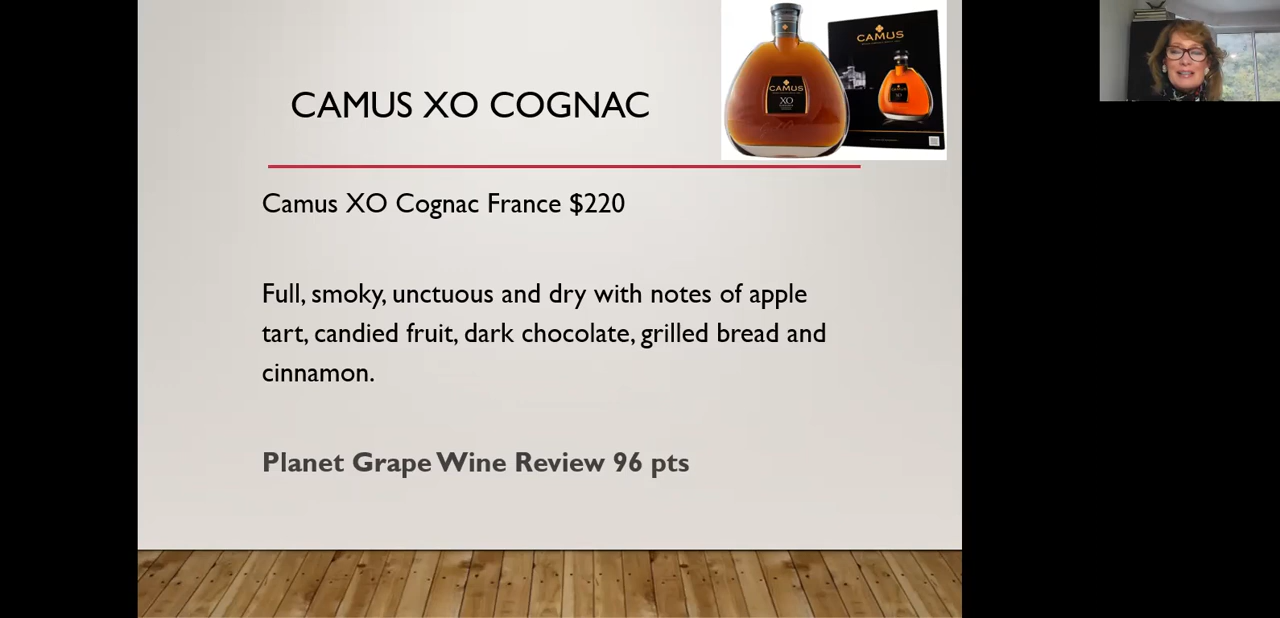 CAMUS XO COGNAC
CAMUS
XO
CAMUS
Camus XO Cognac France $220
Full, smoky, unctuous and dry with notes of apple
tart, candied fruit, dark chocolate, grilled bread and
cinnamon.
Planet Grape Wine Review 96 pts